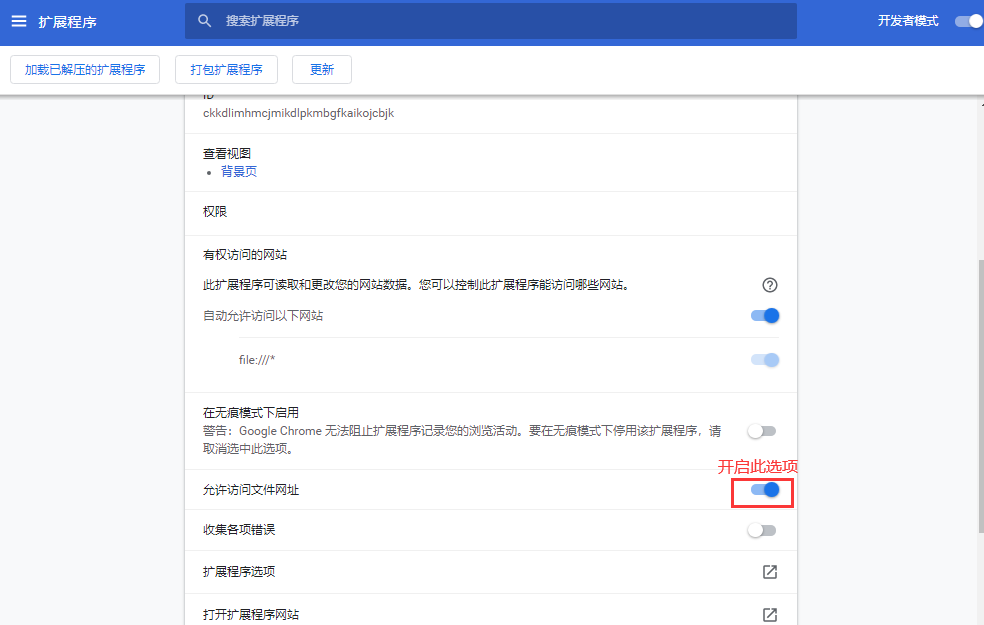 扩展程序
搜索扩展程序
开发者模式
加载已解压的扩展程序
打包扩展程序
更新
ID
ckkdlimhmcjmikdlpkmbgfkaikojcbjk
查看视图
背景页
权限
有权访问的网站
此扩展程序可读取和更改您的网站数据。您可以控制此扩展程序能访问哪些网站。
自动允许访问以下网站
file:///*
在无痕模式下启用
警告：Google Chrome 无法阻止扩展程序记录您的浏览活动。要在无痕模式下停用该扩展程序，请
取消选中此选项。
开启此选项
允许访问文件网址
收集各项错误
扩展程序选项
打开扩展程序网站